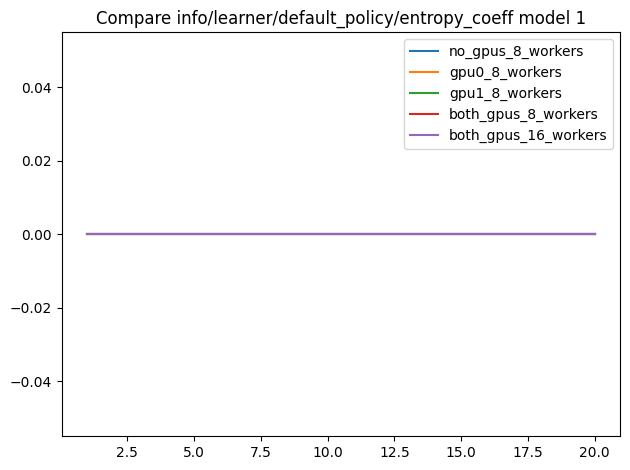 Compare info/learner/default_policy/entropy_coeff model 1
no_gpus_8_workers
gpu0_8_workers
gpu1_8_workers
both_gpus_8_workers
both_gpus_16_workers
0.04
0.02
0.00
−0.02
−0.04
2.5 5.0 7.5 10.0 12.5 15.0 17.5 20.0